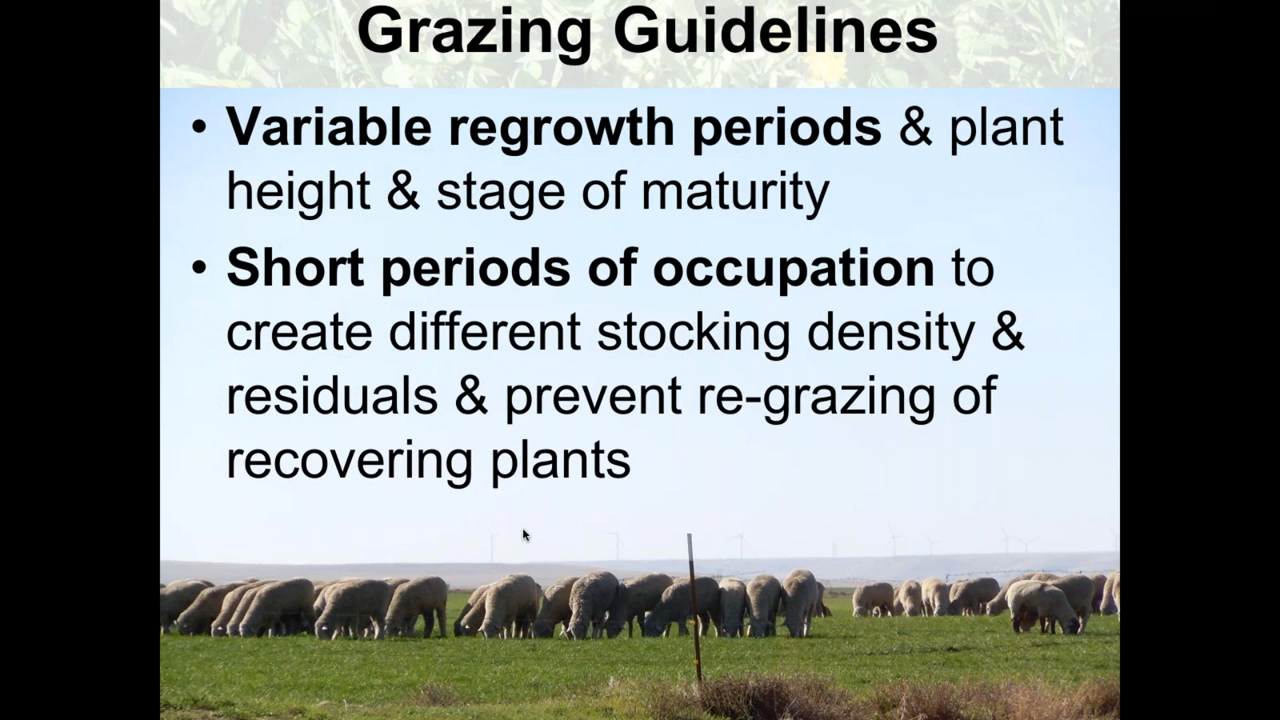 Grazing Guidelines
• Variable regrowth periods & plant
height & stage of maturity
• Short periods of occupation to
create different stocking density &
residuals & prevent re-grazing of
recovering plants